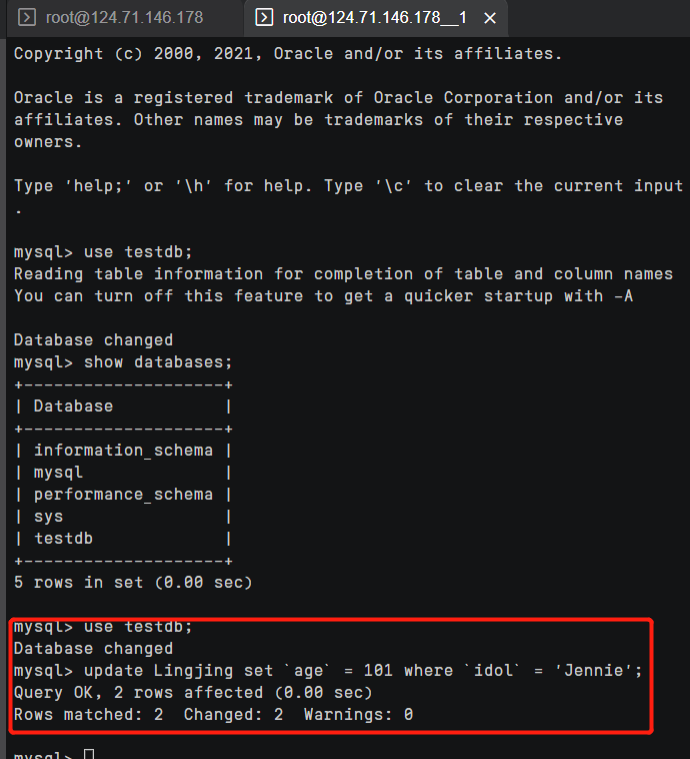 root@124.71.146.178
root@124.71.146.178__1
Copyright (c) 2000, 2021, Oracle and/or its affiliates.
Oracle is a registered trademark of Oracle Corporation and/or its
affiliates. Other names may be trademarks of their respective
owners.
Type 'help;' or '\h' for help. Type '\c' to clear the current input
.
mysql> use testdb;
Reading table information for completion of table and column names
You can turn off this feature to get a quicker startup with -A
Database changed
mysql> show databases;
+--------------------+
| Database           |
+--------------------+
| information_schema |
| mysql              |
| performance_schema |
| sys                |
| testdb             |
+--------------------+
5 rows in set (0.00 sec)
mysql> use testdb;
Database changed
mysql> update Lingjing set `age` = 101 where `idol` = 'Jennie';
Query OK, 2 rows affected (0.00 sec)
Rows matched: 2  Changed: 2  Warnings: 0
mysql>